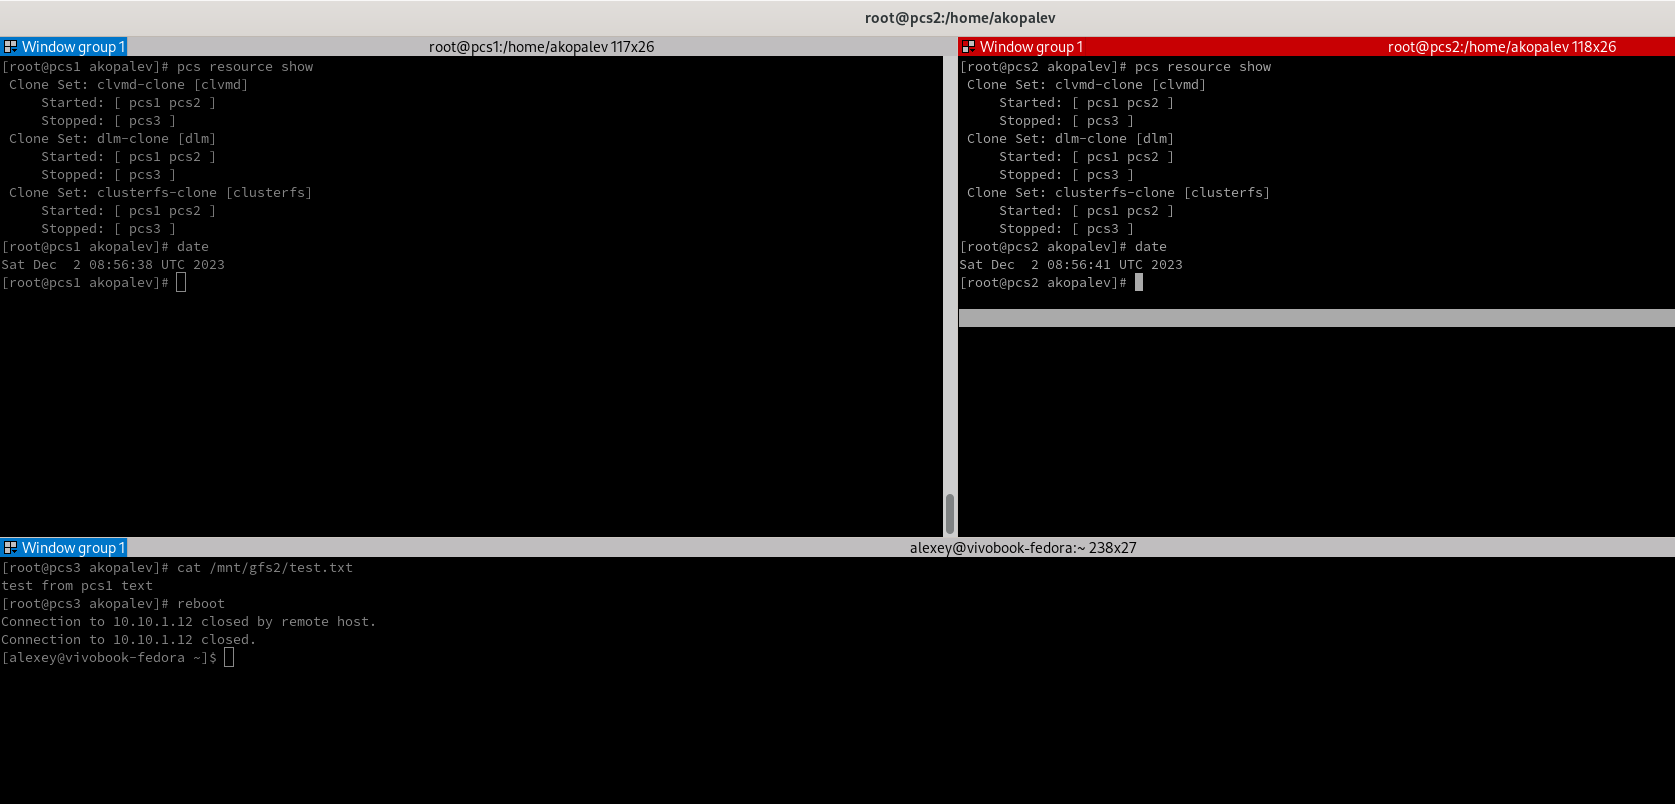 root@pcs2:/home/akopalev
Window group 1
root@pcs1:/home/akopalev 117x26
[root@pcs1 akopalev]# pcs resource show
 Clone Set: clvmd-clone [clvmd]
     Started: [ pcs1 pcs2 ]
     Stopped: [ pcs3 ]
 Clone Set: dlm-clone [dlm]
     Started: [ pcs1 pcs2 ]
     Stopped: [ pcs3 ]
 Clone Set: clusterfs-clone [clusterfs]
     Started: [ pcs1 pcs2 ]
     Stopped: [ pcs3 ]
[root@pcs1 akopalev]# date
Sat Dec  2 08:56:38 UTC 2023
[root@pcs1 akopalev]#
Window group 1
root@pcs2:/home/akopalev 118x26
[root@pcs2 akopalev]# pcs resource show
 Clone Set: clvmd-clone [clvmd]
     Started: [ pcs1 pcs2 ]
     Stopped: [ pcs3 ]
 Clone Set: dlm-clone [dlm]
     Started: [ pcs1 pcs2 ]
     Stopped: [ pcs3 ]
 Clone Set: clusterfs-clone [clusterfs]
     Started: [ pcs1 pcs2 ]
     Stopped: [ pcs3 ]
[root@pcs2 akopalev]# date
Sat Dec  2 08:56:41 UTC 2023
[root@pcs2 akopalev]#
Window group 1
alexey@vivobook-fedora:~ 238x27
[root@pcs3 akopalev]# cat /mnt/gfs2/test.txt
test from pcs1 text
[root@pcs3 akopalev]# reboot
Connection to 10.10.1.12 closed by remote host.
Connection to 10.10.1.12 closed.
[alexey@vivobook-fedora ~]$